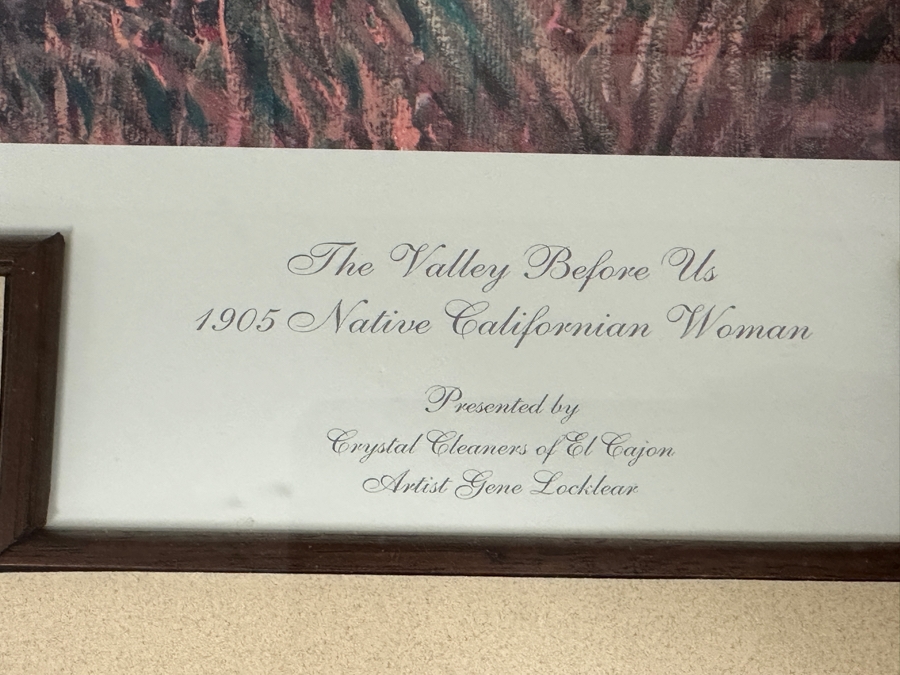 The Valley Before Us
1905 Native Californian Woman
Presented by
Crystal Cleaners of El Cajon
Artist Gene Locklear